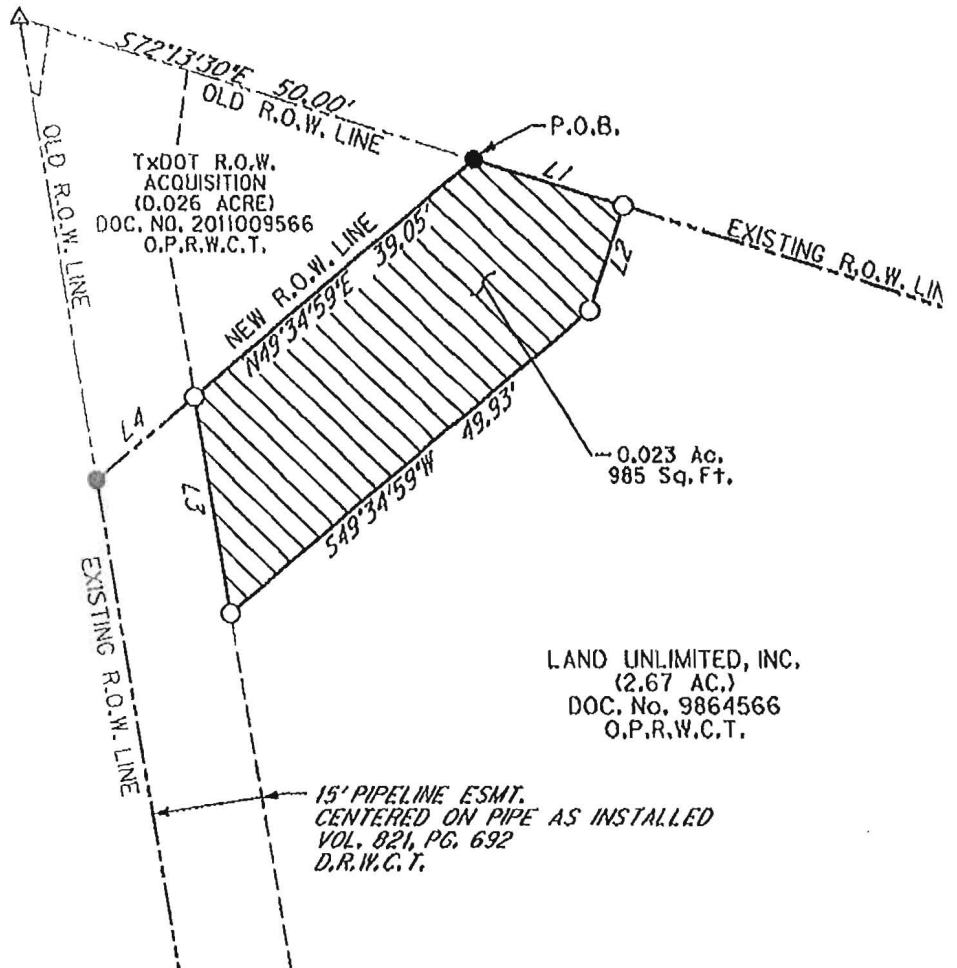 S72°13'30"E 50.00'
OLD R.O.W. LINE
P.O.B.
L1
TxDOT R.O.W.
ACQUISITION
(0.026 ACRE)
DOC. NO. 2011009566
O.P.R.W.C.T.
OLD R.O.W. LINE
EXISTING R.O.W. LIN
L2
NEW R.O.W. LINE
N49°34'59"E 39.05'
L4
L3
S49°34'59"W 49.93'
0.023 Ac.
985 Sq.Ft.
EXISTING R.O.W. LINE
LAND UNLIMITED, INC.
(2.67 AC.)
DOC. No. 9864566
O.P.R.W.C.T.
15' PIPELINE ESMT.
CENTERED ON PIPE AS INSTALLED
VOL. 821, PG. 692
D.R.W.C.T.